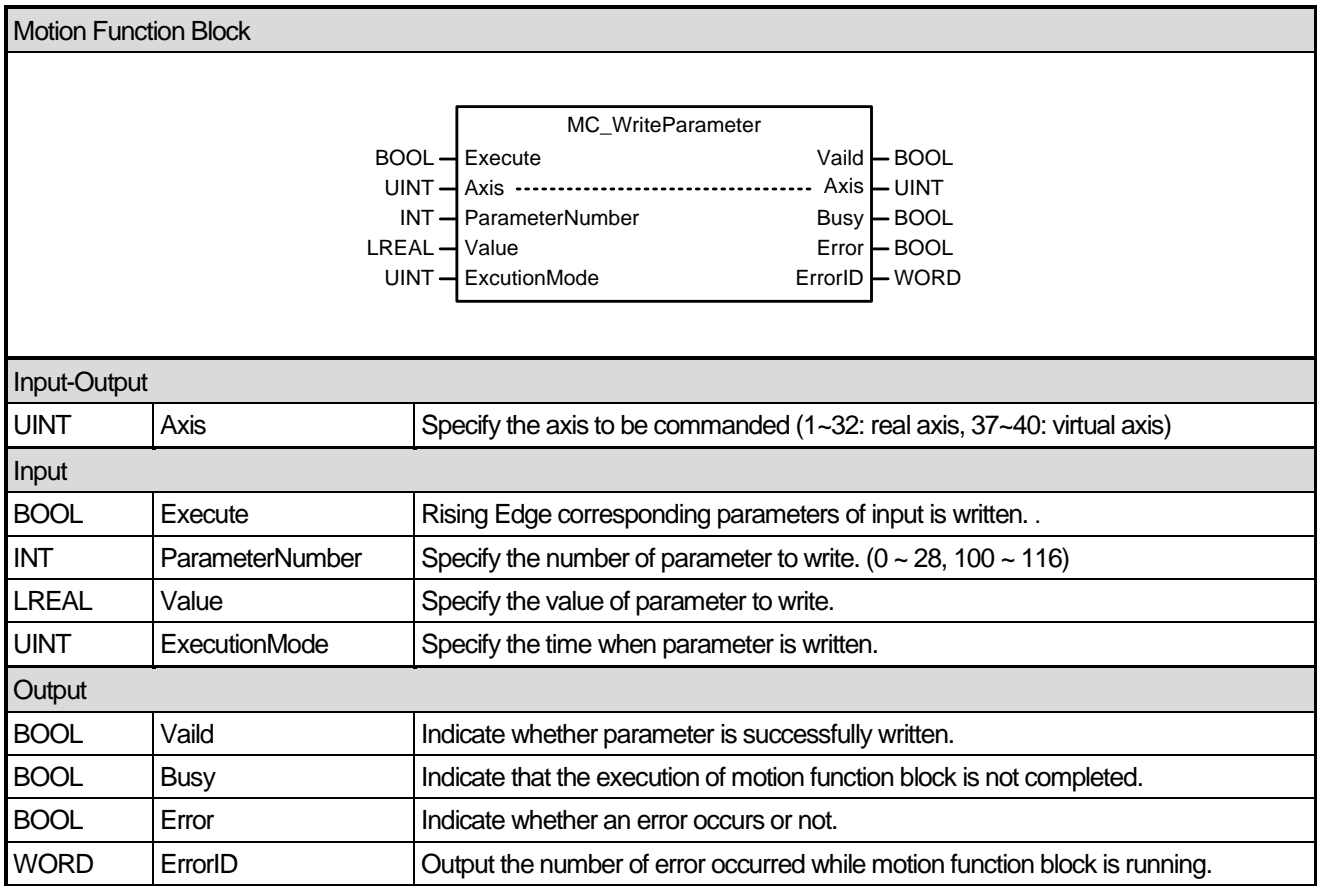 Motion Function Block
MC_WriteParameter
BOOL Execute Vaild BOOL
UINT Axis Axis UINT
INT ParameterNumber Busy BOOL
LREAL Value Error BOOL
UINT ExcutionMode ErrorID WORD
Input-Output
UINT Axis Specify the axis to be commanded (1~32: real axis, 37~40: virtual axis)
Input
BOOL Execute Rising Edge corresponding parameters of input is written. .
INT ParameterNumber Specify the number of parameter to write. (0 ~ 28, 100 ~ 116)
LREAL Value Specify the value of parameter to write.
UINT ExecutionMode Specify the time when parameter is written.
Output
BOOL Vaild Indicate whether parameter is successfully written.
BOOL Busy Indicate that the execution of motion function block is not completed.
BOOL Error Indicate whether an error occurs or not.
WORD ErrorID Output the number of error occurred while motion function block is running.